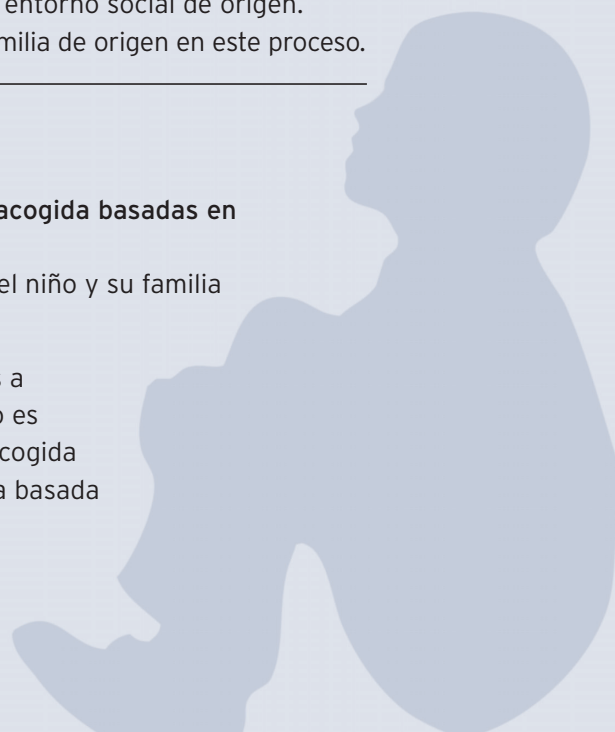 entorno social de origen.
milia de origen en este proceso.
acogida basadas en
el niño y su familia
s a
o es
cogida
a basada